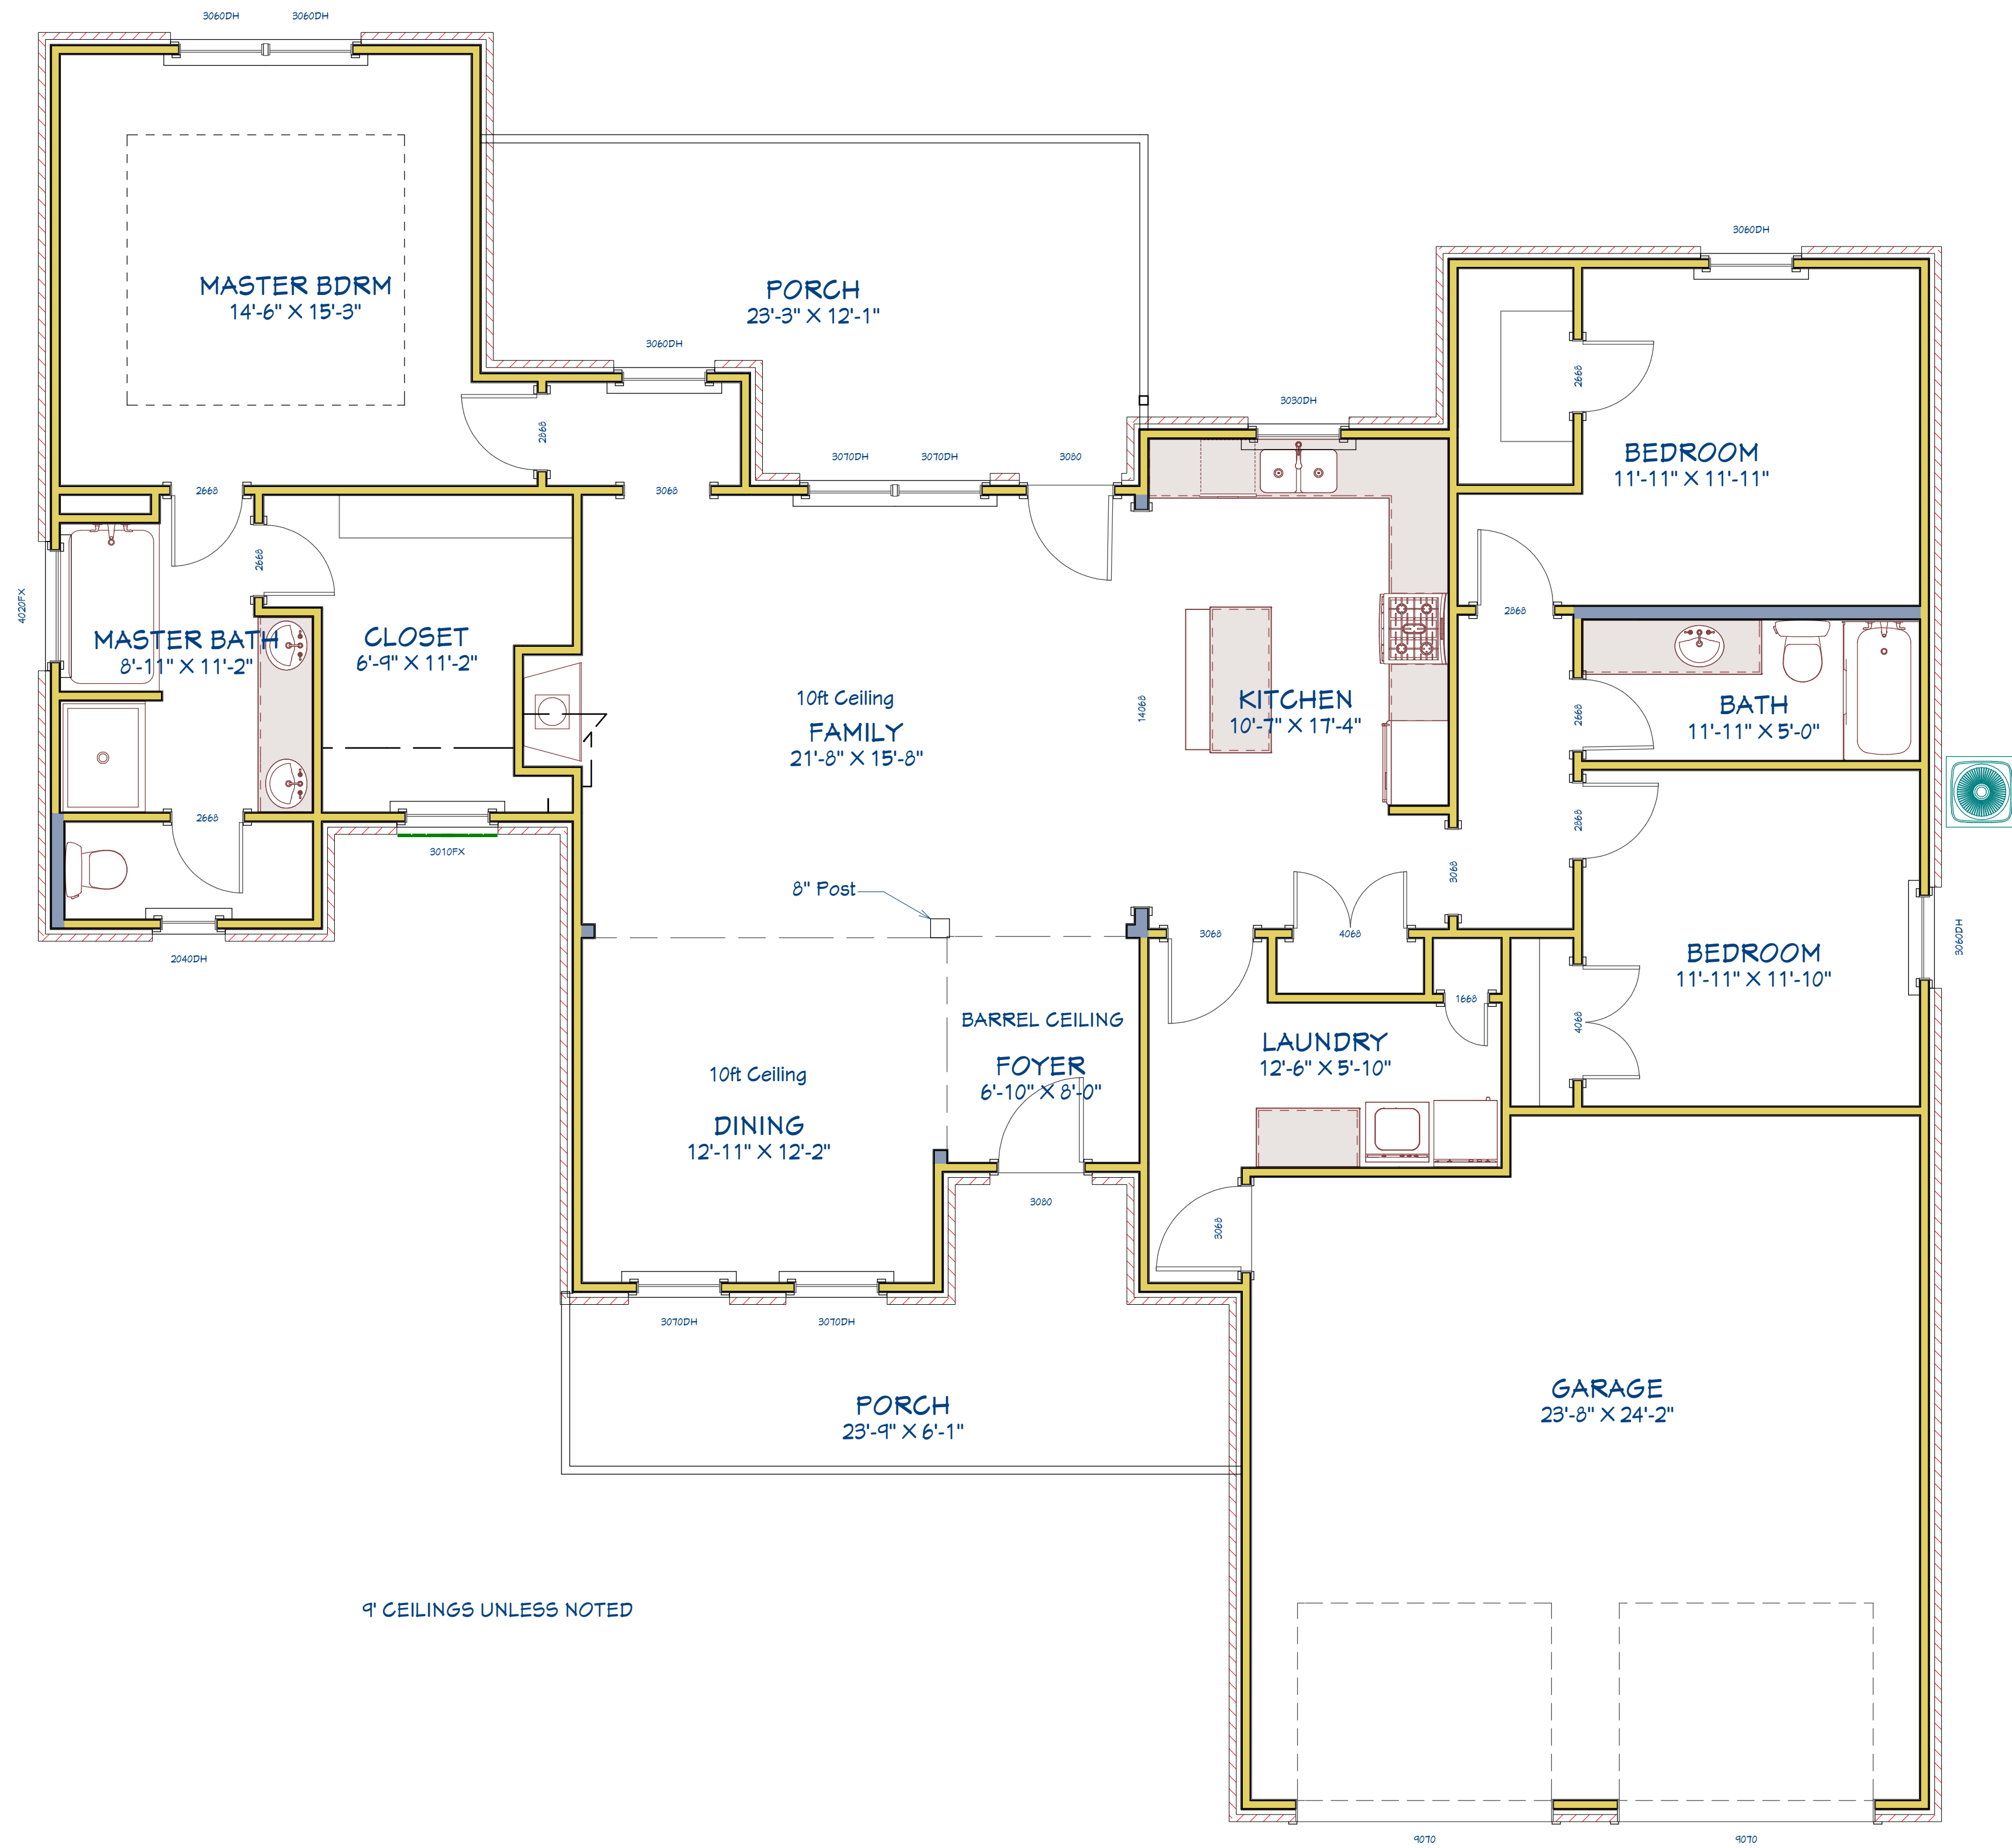 3060DH
3060DH
3060DH
MASTER BDRM
14'-6" X 15'-3"
PORCH
23'-3" X 12'-1"
3060DH
2668
3030DH
2868
BEDROOM
11'-11" X 11'-11"
3070DH
3070DH
3080
2668
3068
2668
4020FX
2868
MASTER BATH
8'-11" X 11'-2"
CLOSET
6'-9" X 11'-2"
10ft Ceiling
FAMILY
21'-8" X 15'-8"
14068
KITCHEN
10'-7" X 17'-4"
2668
BATH
11'-11" X 5'-0"
2668
2868
3010FX
3068
8" Post
3068
4068
3060DH
2040DH
BEDROOM
11'-11" X 11'-10"
1668
BARREL CEILING
4068
LAUNDRY
12'-6" X 5'-10"
FOYER
6'-10" X 8'-0"
10ft Ceiling
DINING
12'-11" X 12'-2"
3080
3068
3070DH
3070DH
GARAGE
23'-8" X 24'-2"
PORCH
23'-9" X 6'-1"
9' CEILINGS UNLESS NOTED
9070
9070